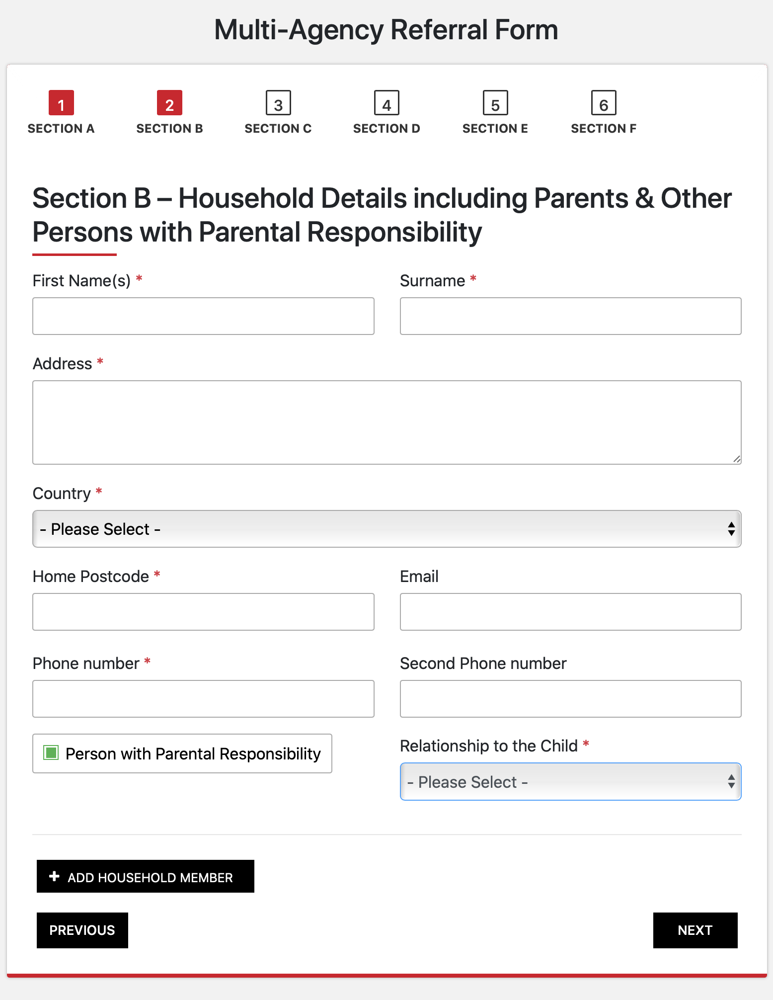 Multi-Agency Referral Form
1 2 3 4 5 6
SECTION A SECTION B SECTION C SECTION D SECTION E SECTION F
Section B – Household Details including Parents & Other
Persons with Parental Responsibility
First Name(s) * Surname *
Address *
Country *
- Please Select -
Home Postcode * Email
Phone number * Second Phone number
Person with Parental Responsibility
Relationship to the Child *
- Please Select -
+ ADD HOUSEHOLD MEMBER
PREVIOUS NEXT